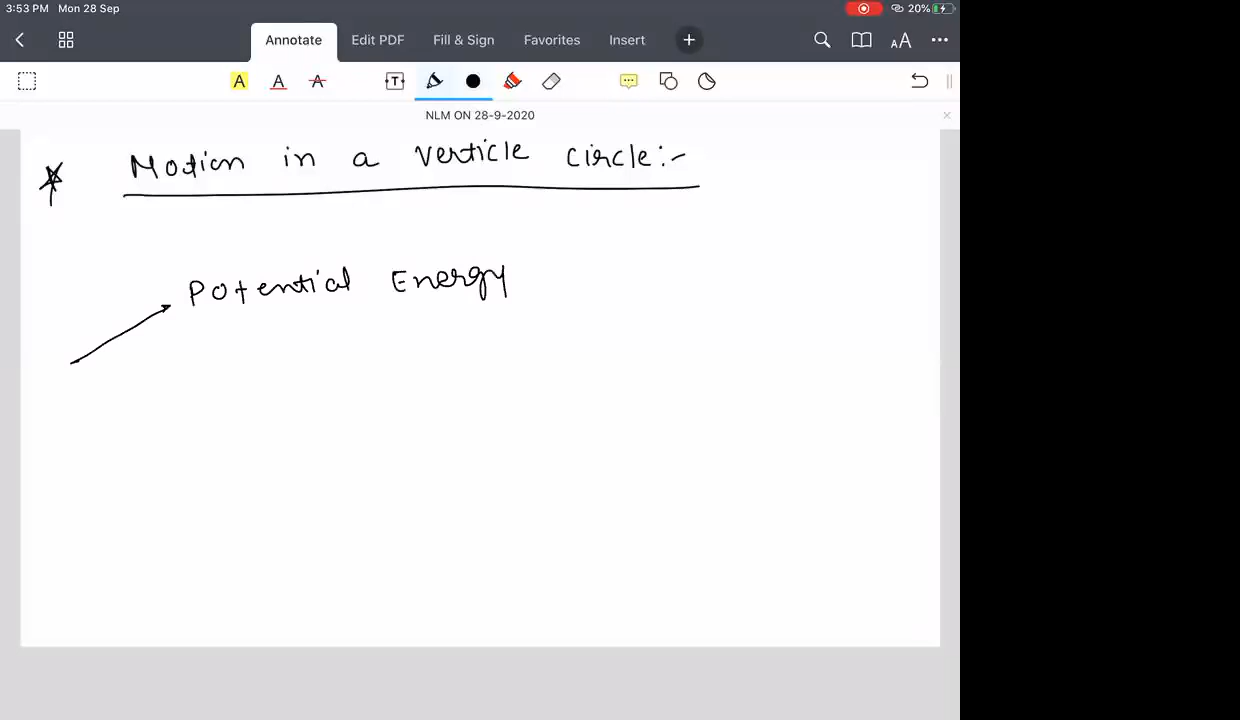 3:53 PM Mon 28 Sep 20%
Annotate Edit PDF Fill & Sign Favorites Insert
NLM ON 28-9-2020
Motion in a verticle circle:-
Potential Energy